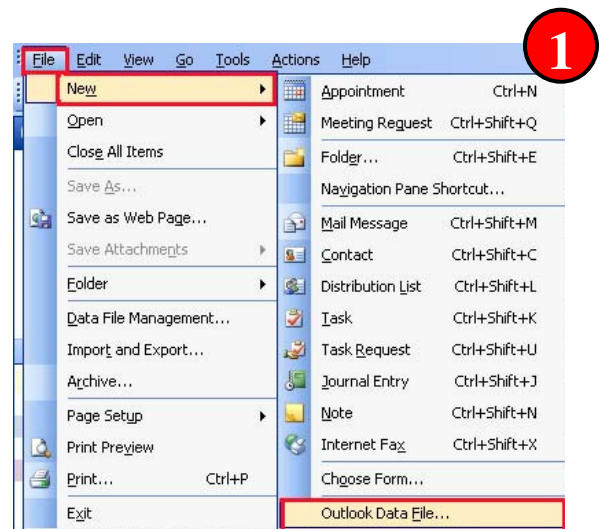 1
File Edit View Go Tools Actions Help
New
Open
Close All Items
Save As...
Save as Web Page...
Save Attachments
Folder
Data File Management...
Import and Export...
Archive...
Page Setup
Print Preview
Print... Ctrl+P
Exit
Appointment Ctrl+N
Meeting Request Ctrl+Shift+Q
Folder... Ctrl+Shift+E
Navigation Pane Shortcut...
Mail Message Ctrl+Shift+M
Contact Ctrl+Shift+C
Distribution List Ctrl+Shift+L
Task Ctrl+Shift+K
Task Request Ctrl+Shift+U
Journal Entry Ctrl+Shift+J
Note Ctrl+Shift+N
Internet Fax Ctrl+Shift+X
Choose Form...
Outlook Data File...